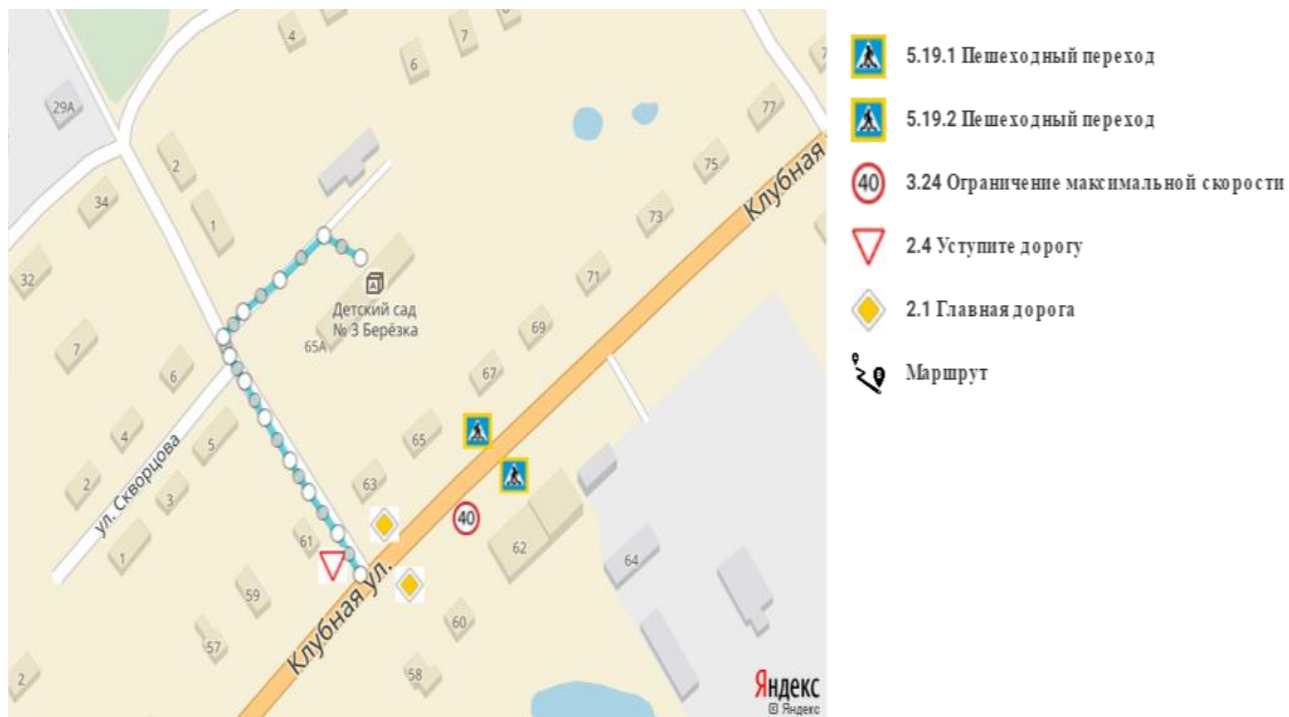 4
7
6
29А
2
34
1
32
7
6
4
5
2
3
1
ул. Скворцова
77
75
73
71
69
67
65
63
61
59
57
2
Детский сад
№ 3 Берёзка
65А
40
62
64
60
58
Клубная
Клубная ул.
Яндекс
© Яндекс
5.19.1 Пешеходный переход
5.19.2 Пешеходный переход
40
3.24 Ограничение максимальной скорости
2.4 Уступите дорогу
2.1 Главная дорога
Маршрут